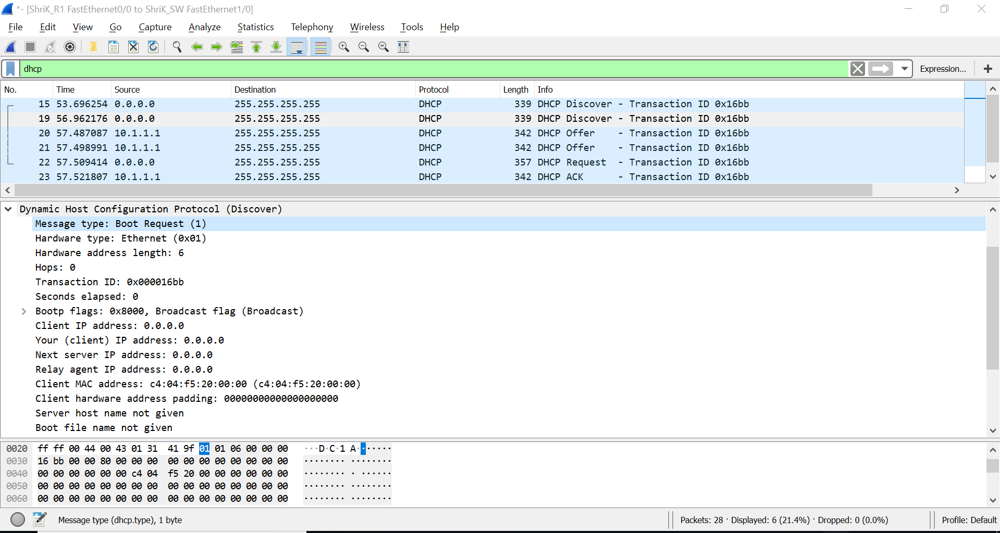 *- [ShriK_R1 FastEthernet0/0 to ShriK_SW FastEthernet1/0]
File Edit View Go Capture Analyze Statistics Telephony Wireless Tools Help
dhcp Expression... +
No. Time Source Destination Protocol Length Info
15 53.696254 0.0.0.0 255.255.255.255 DHCP 339 DHCP Discover - Transaction ID 0x16bb
19 56.962176 0.0.0.0 255.255.255.255 DHCP 339 DHCP Discover - Transaction ID 0x16bb
20 57.487087 10.1.1.1 255.255.255.255 DHCP 342 DHCP Offer - Transaction ID 0x16bb
21 57.498991 10.1.1.1 255.255.255.255 DHCP 342 DHCP Offer - Transaction ID 0x16bb
22 57.509414 0.0.0.0 255.255.255.255 DHCP 357 DHCP Request - Transaction ID 0x16bb
23 57.521807 10.1.1.1 255.255.255.255 DHCP 342 DHCP ACK - Transaction ID 0x16bb
Dynamic Host Configuration Protocol (Discover)
Message type: Boot Request (1)
Hardware type: Ethernet (0x01)
Hardware address length: 6
Hops: 0
Transaction ID: 0x000016bb
Seconds elapsed: 0
Bootp flags: 0x8000, Broadcast flag (Broadcast)
Client IP address: 0.0.0.0
Your (client) IP address: 0.0.0.0
Next server IP address: 0.0.0.0
Relay agent IP address: 0.0.0.0
Client MAC address: c4:04:f5:20:00:00 (c4:04:f5:20:00:00)
Client hardware address padding: 00000000000000000000
Server host name not given
Boot file name not given
0020 ff ff 00 44 00 43 01 31 41 9f 01 01 06 00 00 00 ···D·C·1 A·······
0030 16 bb 00 00 80 00 00 00 00 00 00 00 00 00 00 00 ········ ········
0040 00 00 00 00 00 00 c4 04 f5 20 00 00 00 00 00 00 ········ · ······
0050 00 00 00 00 00 00 00 00 00 00 00 00 00 00 00 00 ········ ········
0060 00 00 00 00 00 00 00 00 00 00 00 00 00 00 00 00 ········ ········
Message type (dhcp.type), 1 byte Packets: 28 · Displayed: 6 (21.4%) · Dropped: 0 (0.0%) Profile: Default